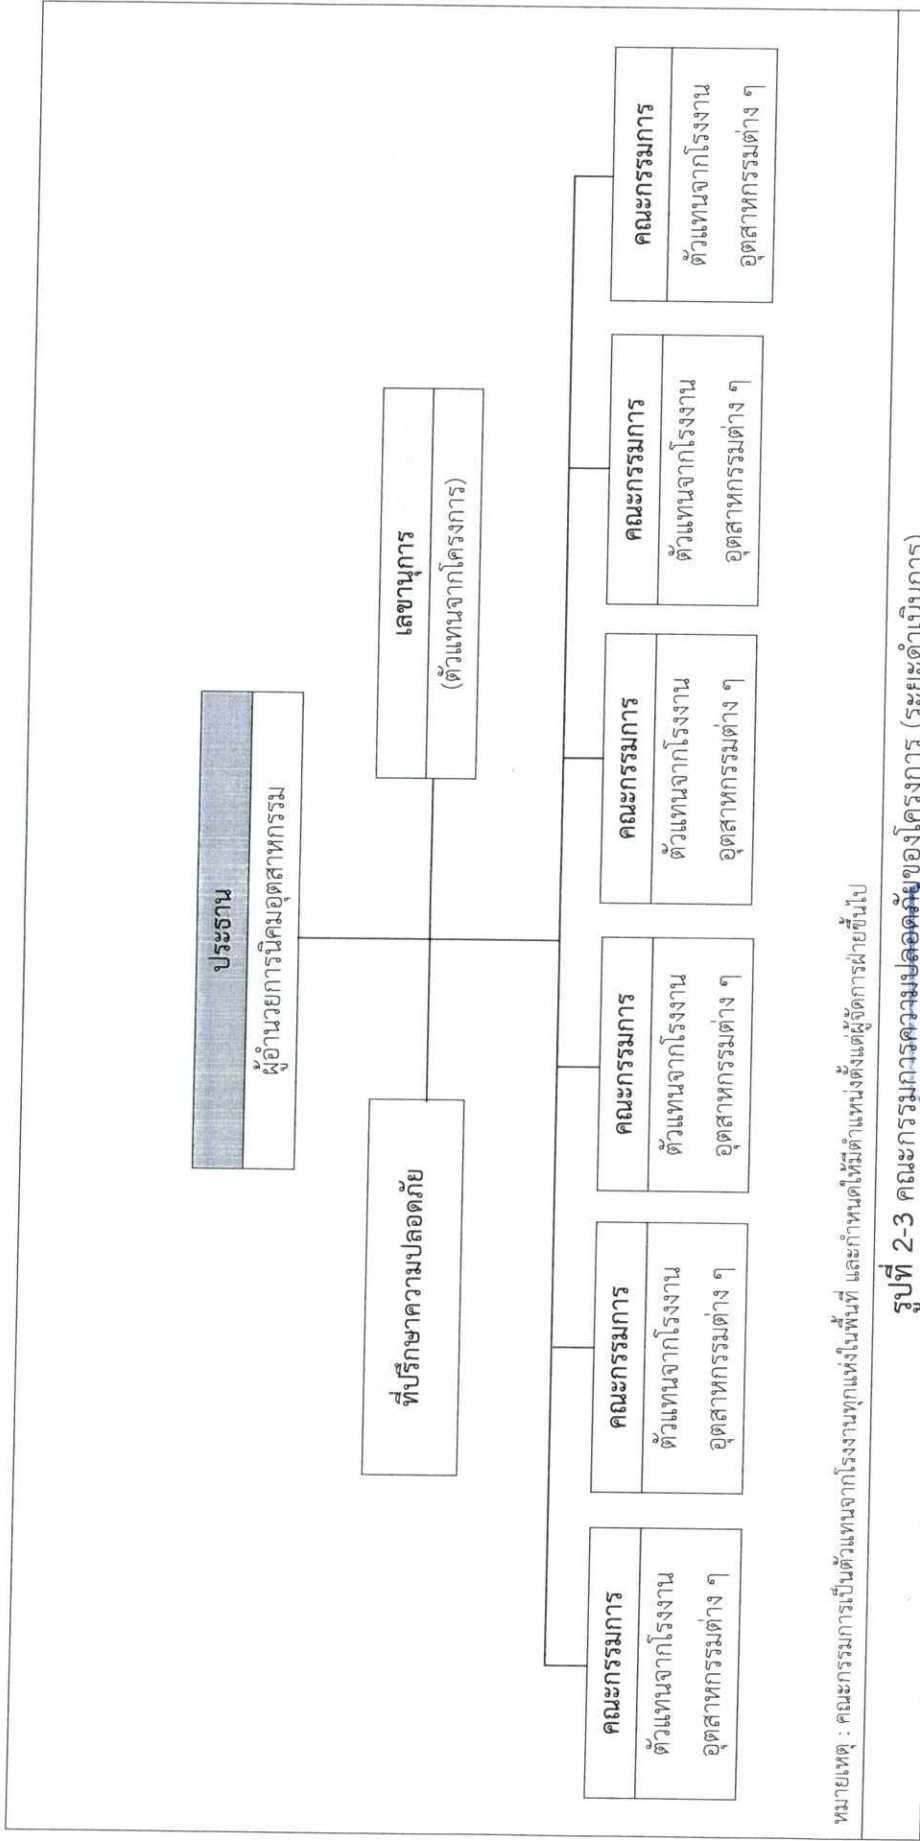 ประธาน
ผู้อำนวยการนิคมอุตสาหกรรม
ที่ปรึกษาความปลอดภัย
เลขานุการ
(ตัวแทนจากโครงการ)
คณะกรรมการ
ตัวแทนจากโรงงาน
อุตสาหกรรมต่าง ๆ
คณะกรรมการ
ตัวแทนจากโรงงาน
อุตสาหกรรมต่าง ๆ
คณะกรรมการ
ตัวแทนจากโรงงาน
อุตสาหกรรมต่าง ๆ
คณะกรรมการ
ตัวแทนจากโรงงาน
อุตสาหกรรมต่าง ๆ
คณะกรรมการ
ตัวแทนจากโรงงาน
อุตสาหกรรมต่าง ๆ
คณะกรรมการ
ตัวแทนจากโรงงาน
อุตสาหกรรมต่าง ๆ
หมายเหตุ : คณะกรรมการเป็นตัวแทนจากโรงงานทุกแห่งในพื้นที่ และกำหนดให้มีตำแหน่งตั้งแต่ผู้จัดการฝ่ายขึ้นไป
รูปที่ 2-3 คณะกรรมการความปลอดภัยของโครงการ (ระยะดำเนินการ)